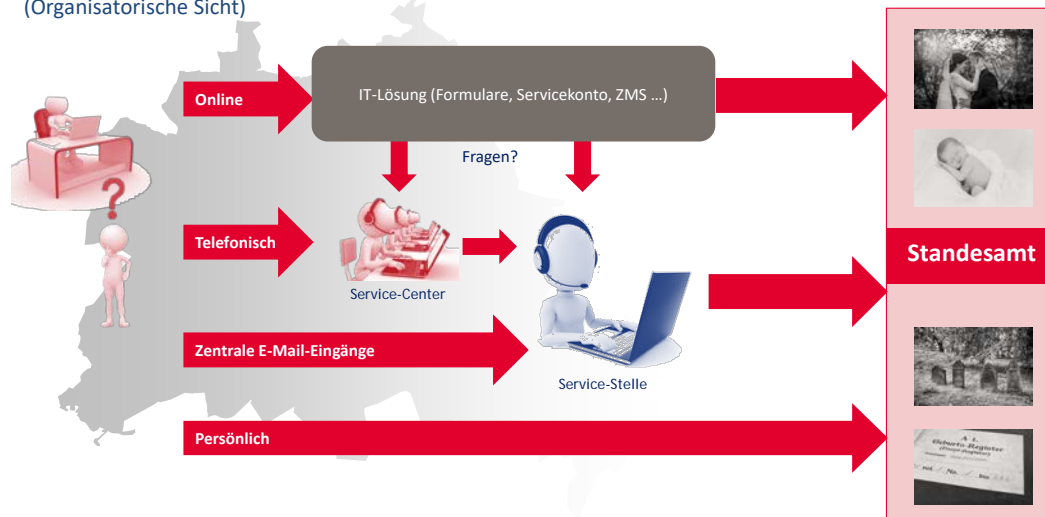 (Organisatorische Sicht)
Online
IT-Lösung (Formulare, Servicekonto, ZMS ...)
Fragen?
Telefonisch
Service-Center
Standesamt
Zentrale E-Mail-Eingänge
Service-Stelle
Persönlich
A - L
Geburts-Register